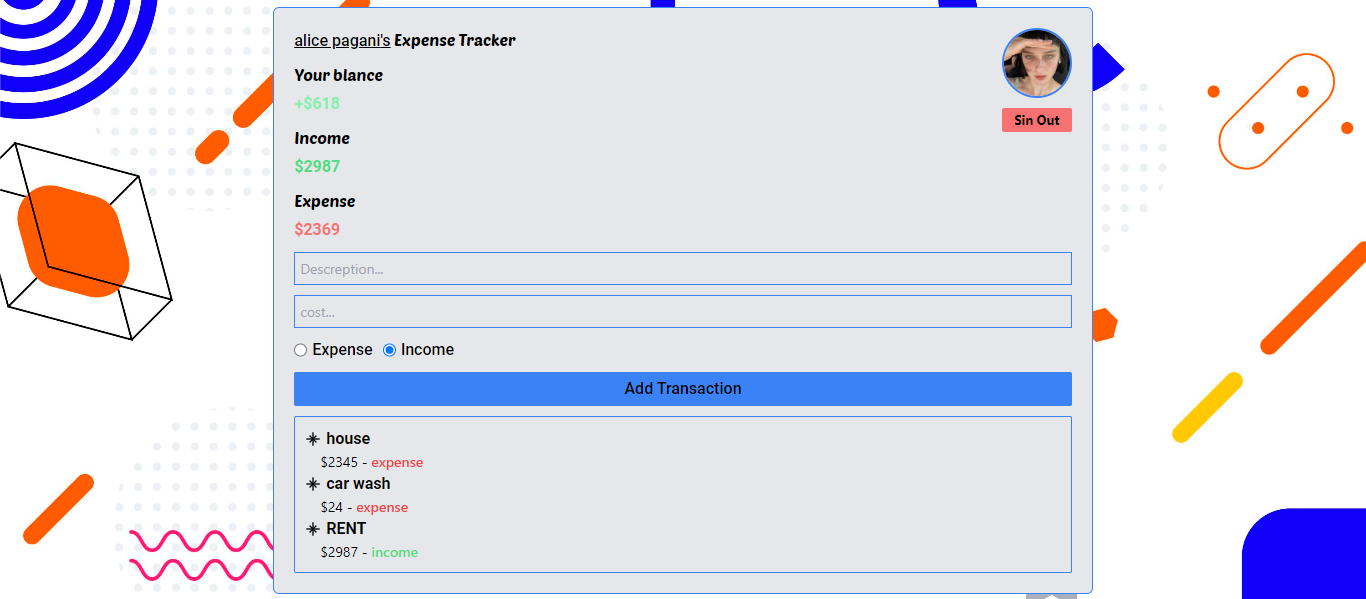 alice pagani's Expense Tracker
Your blance
+$618
Sin Out
Income
$2987
Expense
$2369
Descreption...
cost...
Expense Income
Add Transaction
house
$2345 - expense
car wash
$24 - expense
RENT
$2987 - income